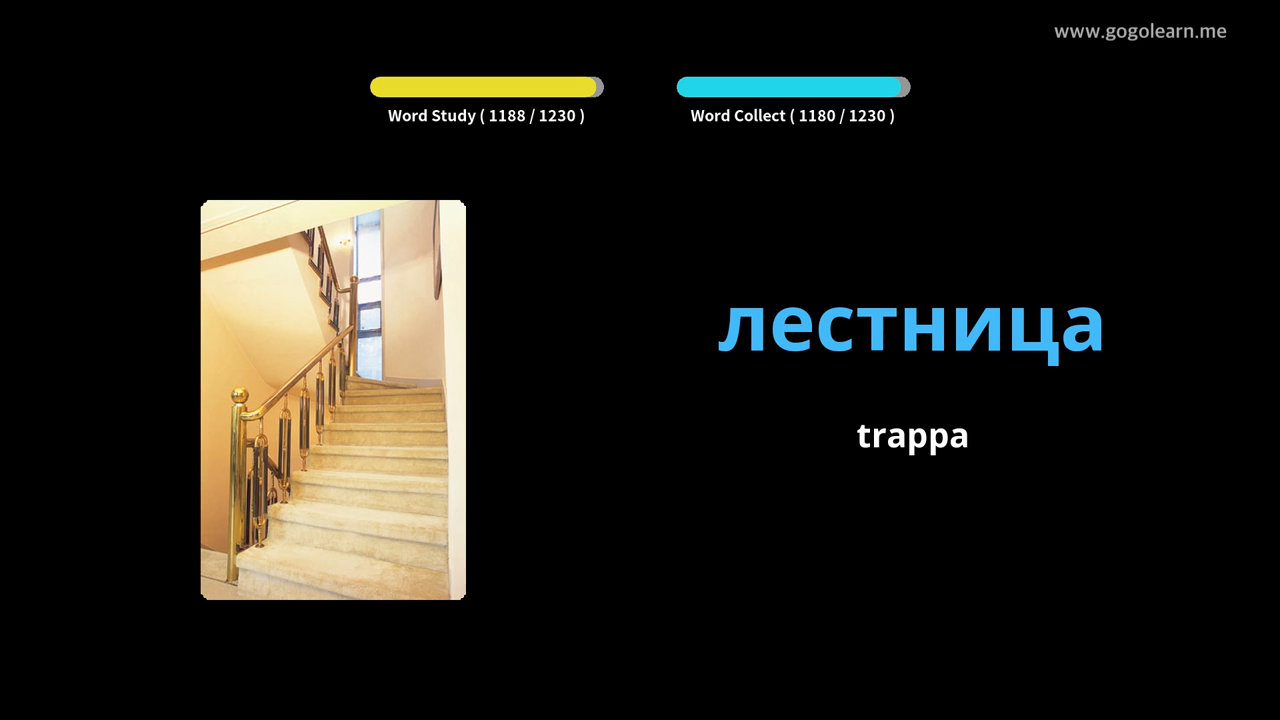 www.gogolearn.me
Word Study ( 1188 / 1230 )
Word Collect ( 1180 / 1230 )
лестница
trappa